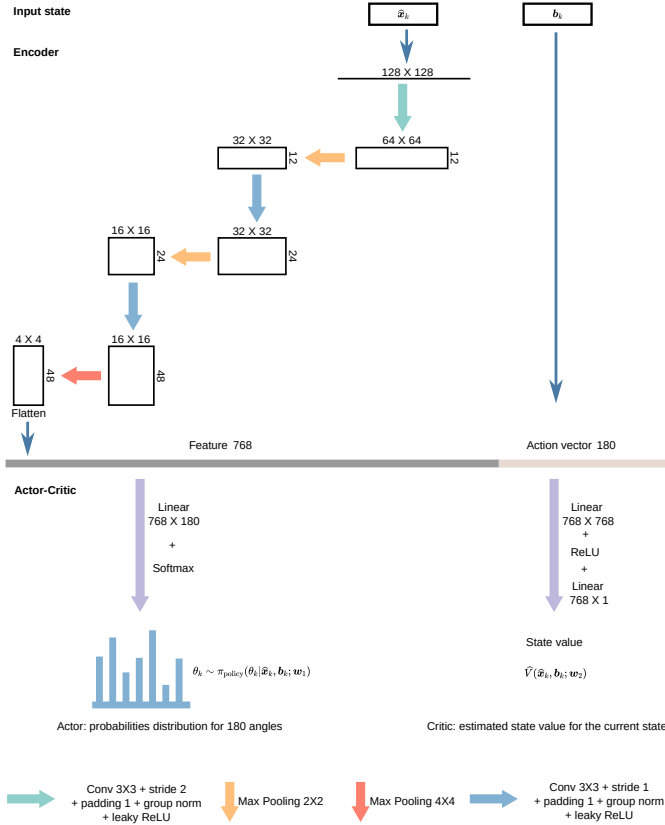 Input state
x̂_k
b_k
Encoder
128 X 128
64 X 64
12
32 X 32
12
32 X 32
24
16 X 16
24
16 X 16
48
4 X 4
48
Flatten
Feature 768
Action vector 180
Actor-Critic
Linear
768 X 180
+
Softmax
Linear
768 X 768
+
ReLU
+
Linear
768 X 1
θ_k ∼ π_policy(θ_k|x̂_k, b_k; w_1)
State value
V̂(x̂_k, b_k; w_2)
Actor: probabilities distribution for 180 angles
Critic: estimated state value for the current state
Conv 3X3 + stride 2
+ padding 1 + group norm
+ leaky ReLU
Max Pooling 2X2
Max Pooling 4X4
Conv 3X3 + stride 1
+ padding 1 + group norm
+ leaky ReLU